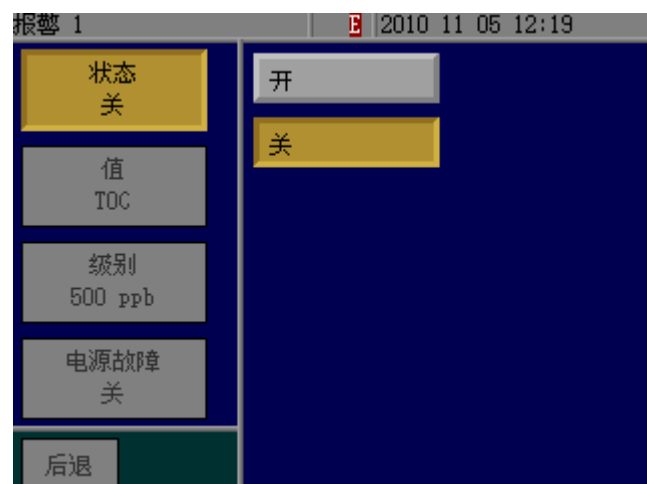 报警 1
E
2010 11 05 12:19
状态
关
值
TOC
级别
500 ppb
电源故障
关
后退
开
关